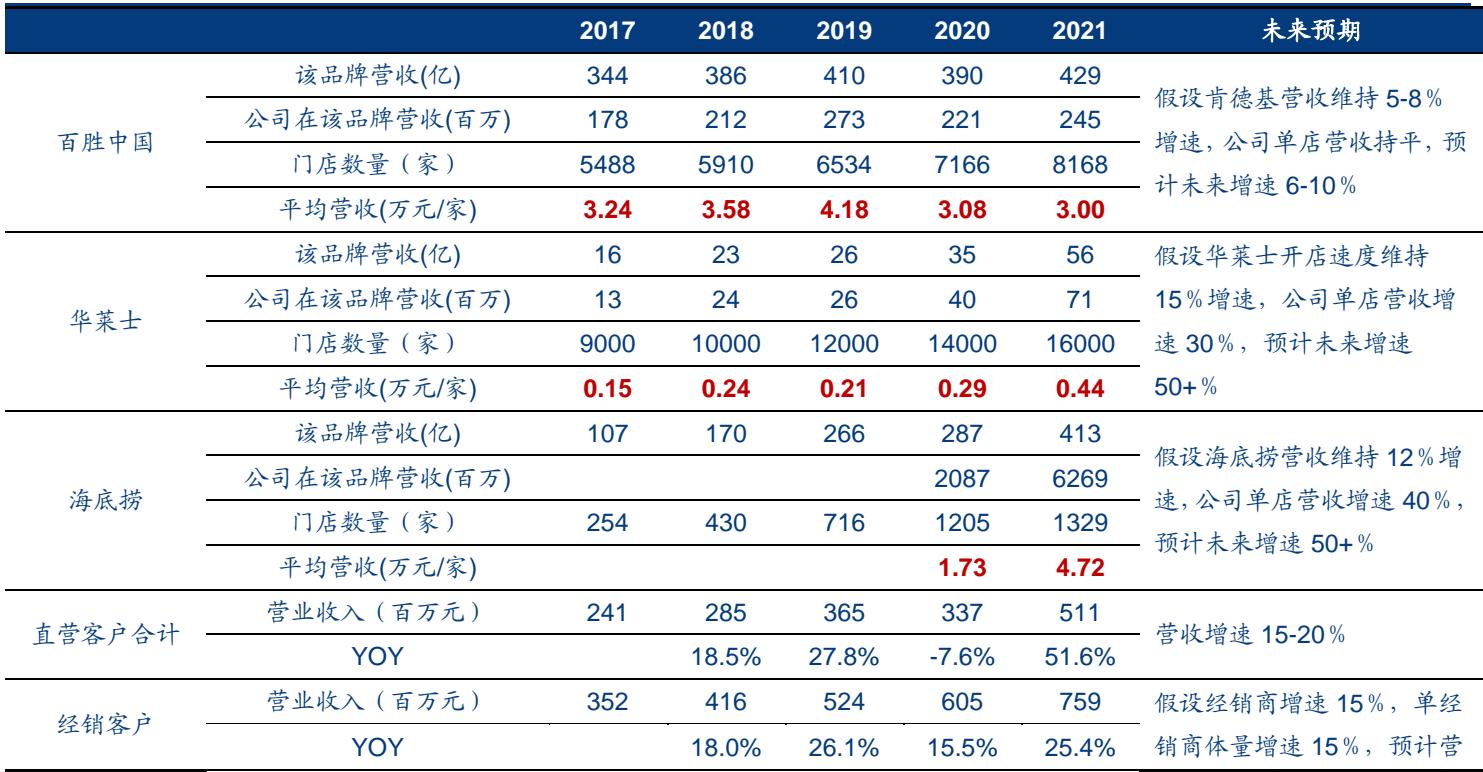 2017 2018 2019 2020 2021 未来预期
百胜中国
该品牌营收(亿) 344 386 410 390 429
公司在该品牌营收(百万) 178 212 273 221 245
门店数量（家） 5488 5910 6534 7166 8168
平均营收(万元/家) 3.24 3.58 4.18 3.08 3.00
假设肯德基营收维持 5-8%
增速，公司单店营收持平，预
计未来增速 6-10%
华莱士
该品牌营收(亿) 16 23 26 35 56
公司在该品牌营收(百万) 13 24 26 40 71
门店数量（家） 9000 10000 12000 14000 16000
平均营收(万元/家) 0.15 0.24 0.21 0.29 0.44
假设华莱士开店速度维持
15%增速，公司单店营收增
速 30%，预计未来增速
50+%
海底捞
该品牌营收(亿) 107 170 266 287 413
公司在该品牌营收(百万) 2087 6269
门店数量（家） 254 430 716 1205 1329
平均营收(万元/家) 1.73 4.72
假设海底捞营收维持 12%增
速，公司单店营收增速 40%，
预计未来增速 50+%
直营客户合计
营业收入（百万元） 241 285 365 337 511
YOY 18.5% 27.8% -7.6% 51.6%
营收增速 15-20%
经销客户
营业收入（百万元） 352 416 524 605 759
YOY 18.0% 26.1% 15.5% 25.4%
假设经销商增速 15%，单经
销商体量增速 15%，预计营